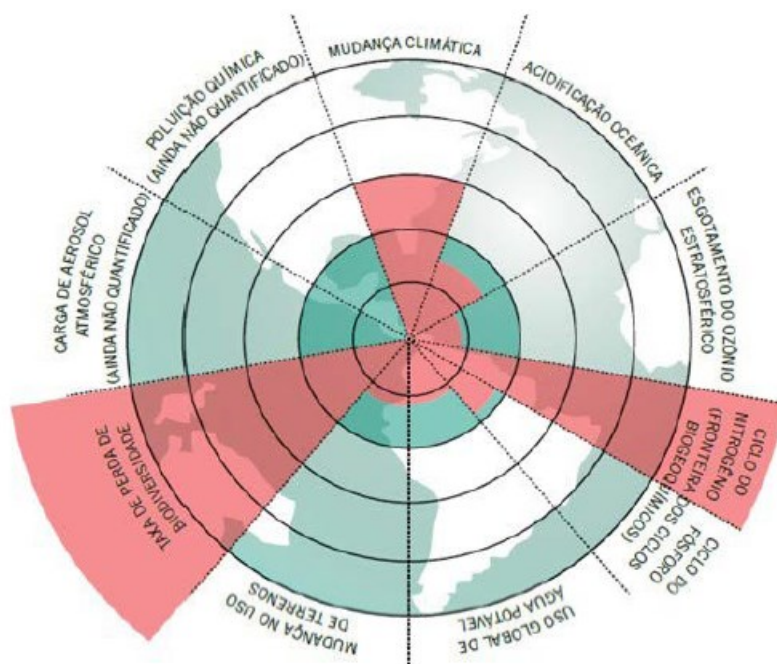 MUDANÇA CLIMÁTICA
ACIDIFICAÇÃO OCEÂNICA
ESGOTAMENTO DO OZÔNIO
ESTRATOSFÉRICO
CICLO DO
NITROGÊNIO
(FRONTEIRA DOS CICLOS
BIOGEOQUÍMICOS)
CICLO DO
FÓSFORO
USO GLOBAL DE
ÁGUA POTÁVEL
MUDANÇA NO USO
DE TERRENOS
TAXA DE PERDA DE
BIODIVERSIDADE
CARGA DE AEROSOL
ATMOSFÉRICO
(AINDA NÃO QUANTIFICADO)
POLUIÇÃO QUÍMICA
(AINDA NÃO QUANTIFICADO)